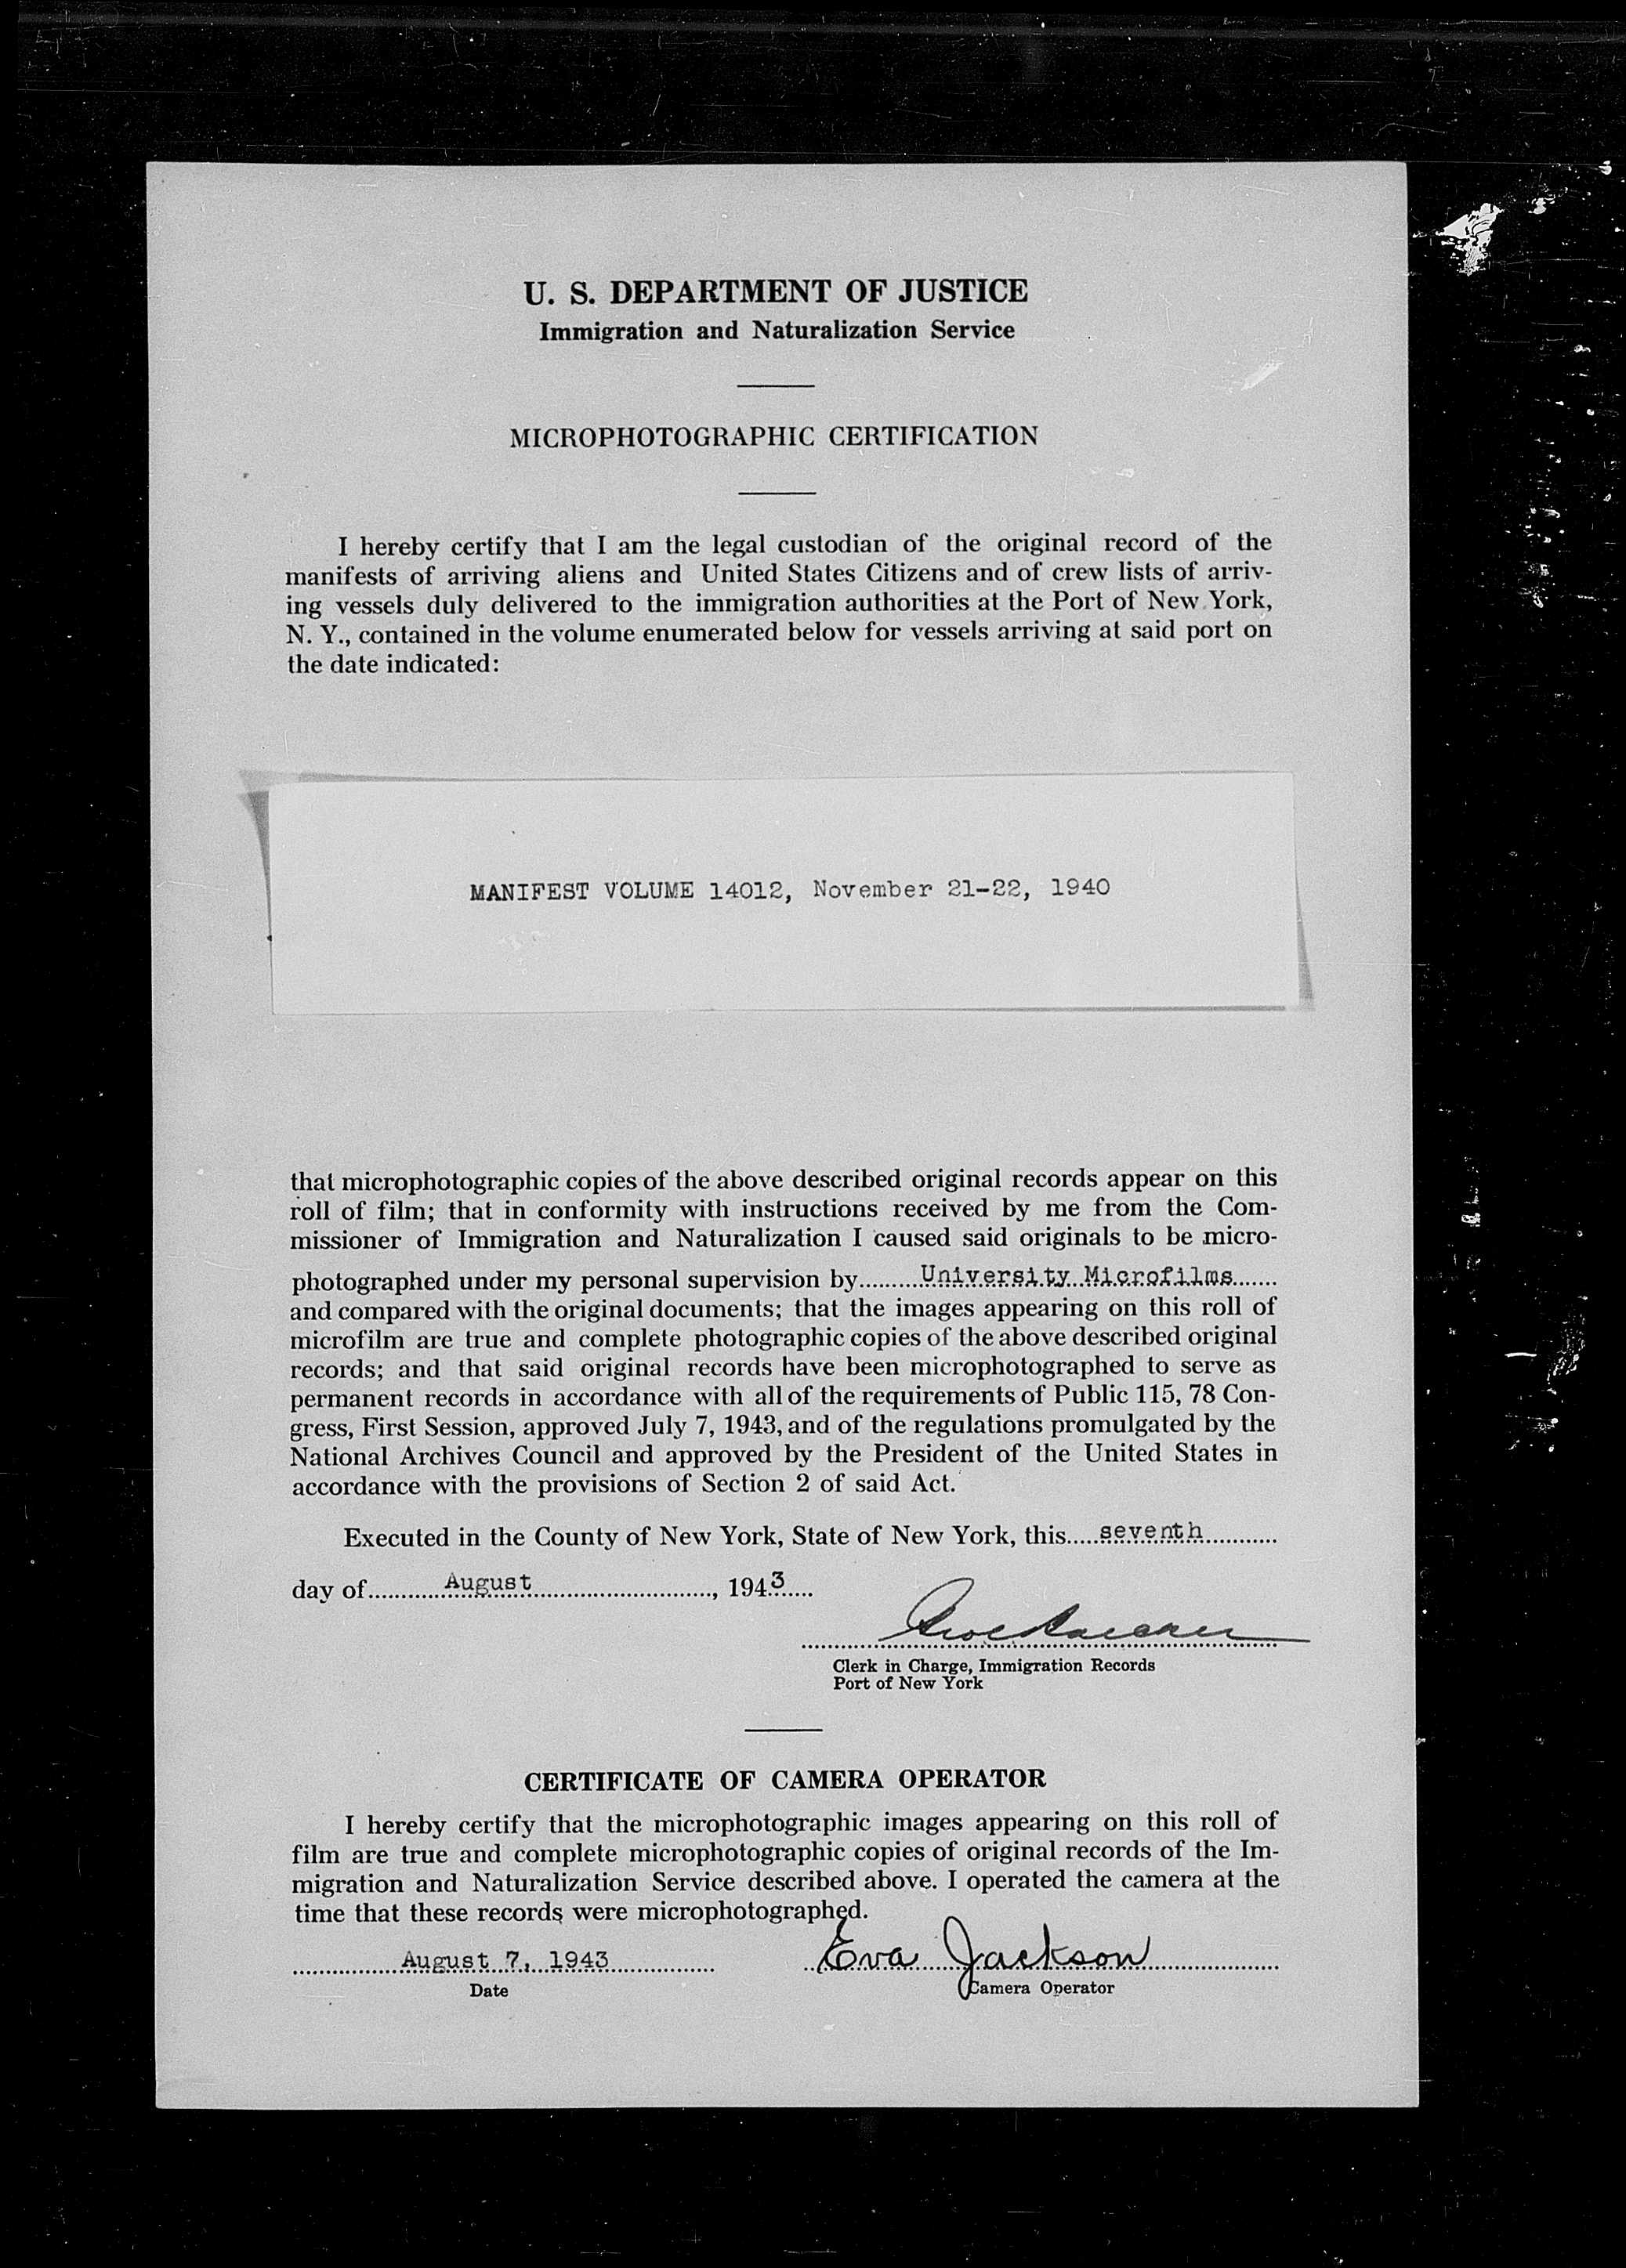 U. S. DEPARTMENT OF JUSTICE
Immigration and Naturalization Service
MICROPHOTOGRAPHIC CERTIFICATION
I hereby certify that I am the legal custodian of the original record of the
manifests of arriving aliens and United States Citizens and of crew lists of arriv-
ing vessels duly delivered to the immigration authorities at the Port of New York,
N. Y., contained in the volume enumerated below for vessels arriving at said port on
the date indicated:
MANIFEST VOLUME 14012, November 21-22, 1940
that microphotographic copies of the above described original records appear on this
roll of film; that in conformity with instructions received by me from the Com-
missioner of Immigration and Naturalization I caused said originals to be micro-
photographed under my personal supervision by University Microfilms
and compared with the original documents; that the images appearing on this roll of
microfilm are true and complete photographic copies of the above described original
records; and that said original records have been microphotographed to serve as
permanent records in accordance with all of the requirements of Public 115, 78 Con-
gress, First Session, approved July 7, 1943, and of the regulations promulgated by the
National Archives Council and approved by the President of the United States in
accordance with the provisions of Section 2 of said Act.
Executed in the County of New York, State of New York, this seventh
day of August, 1943
Clerk in Charge, Immigration Records
Port of New York
CERTIFICATE OF CAMERA OPERATOR
I hereby certify that the microphotographic images appearing on this roll of
film are true and complete microphotographic copies of original records of the Im-
migration and Naturalization Service described above. I operated the camera at the
time that these records were microphotographed.
August 7, 1943 Eva Jackson
Date Camera Operator